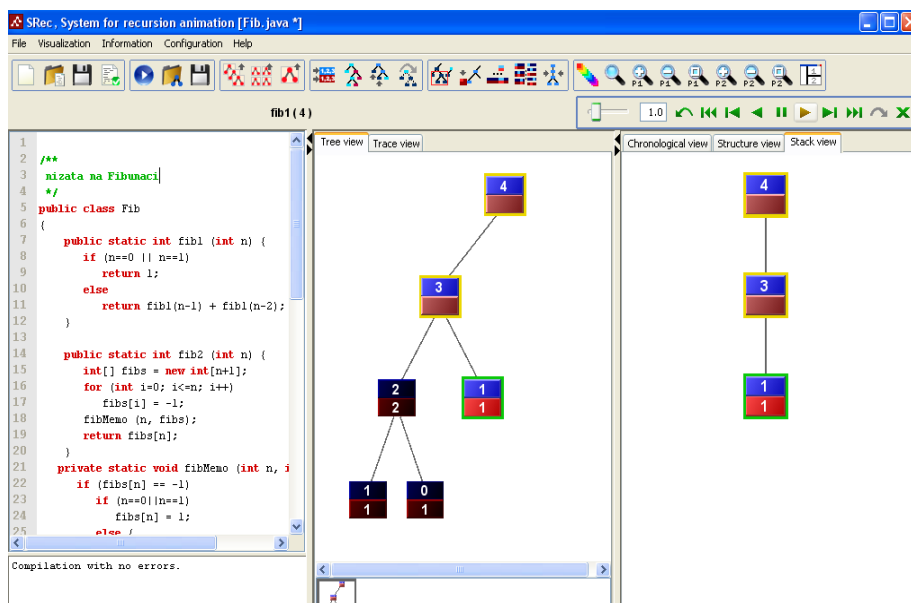 SRec, System for recursion animation [Fib.java *]
File Visualization Information Configuration Help
P1 P1 P1 P2 P2 P2
fib1 ( 4 )
1.0
Tree view Trace view
Chronological view Structure view Stack view
1
2 /**
3 nizata na Fibunaci
4 */
5 public class Fib
6 {
7 public static int fib1 (int n) {
8 if (n==0 || n==1)
9 return 1;
10 else
11 return fib1(n-1) + fib1(n-2);
12 }
13
14 public static int fib2 (int n) {
15 int[] fibs = new int[n+1];
16 for (int i=0; i<=n; i++)
17 fibs[i] = -1;
18 fibMemo (n, fibs);
19 return fibs[n];
20 }
21 private static void fibMemo (int n, i
22 if (fibs[n] == -1)
23 if (n==0||n==1)
24 fibs[n] = 1;
25 else {
4
3
2 1
2 1
1 0
1 1
4
3
1
1
Compilation with no errors.